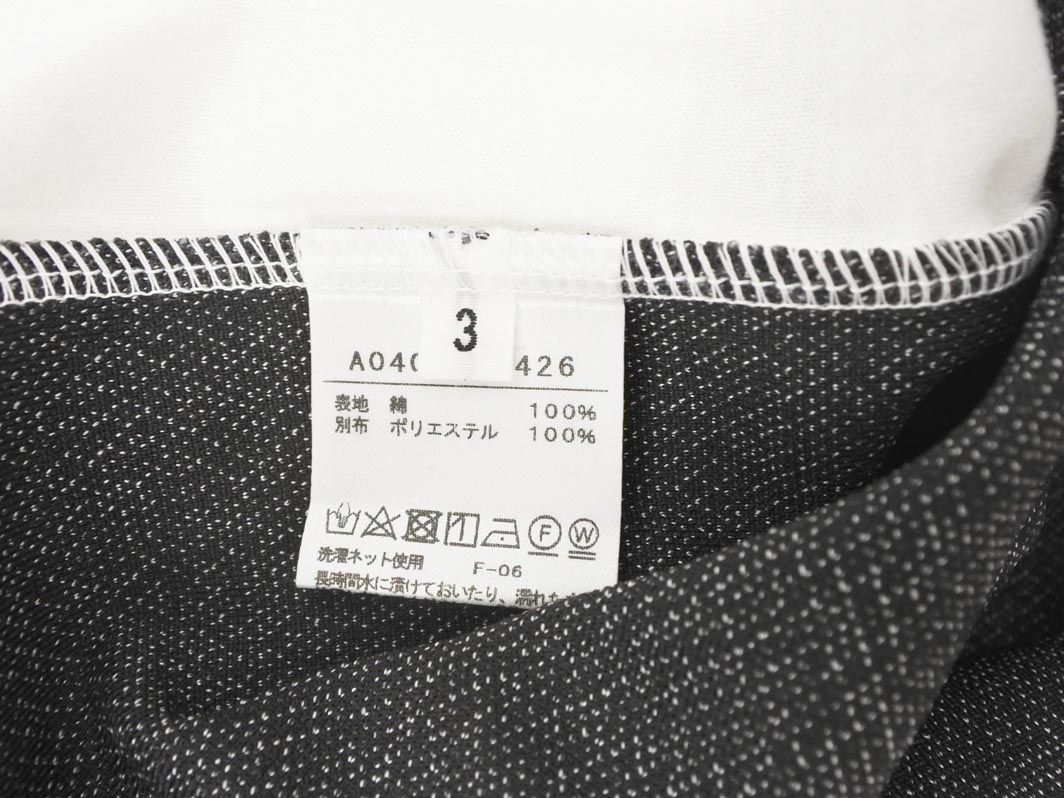 3
A040 426
表地 綿 100%
別布 ポリエステル 100%
F W
洗濯ネット使用 F-06
長時間水に漬けておいたり、濡れた